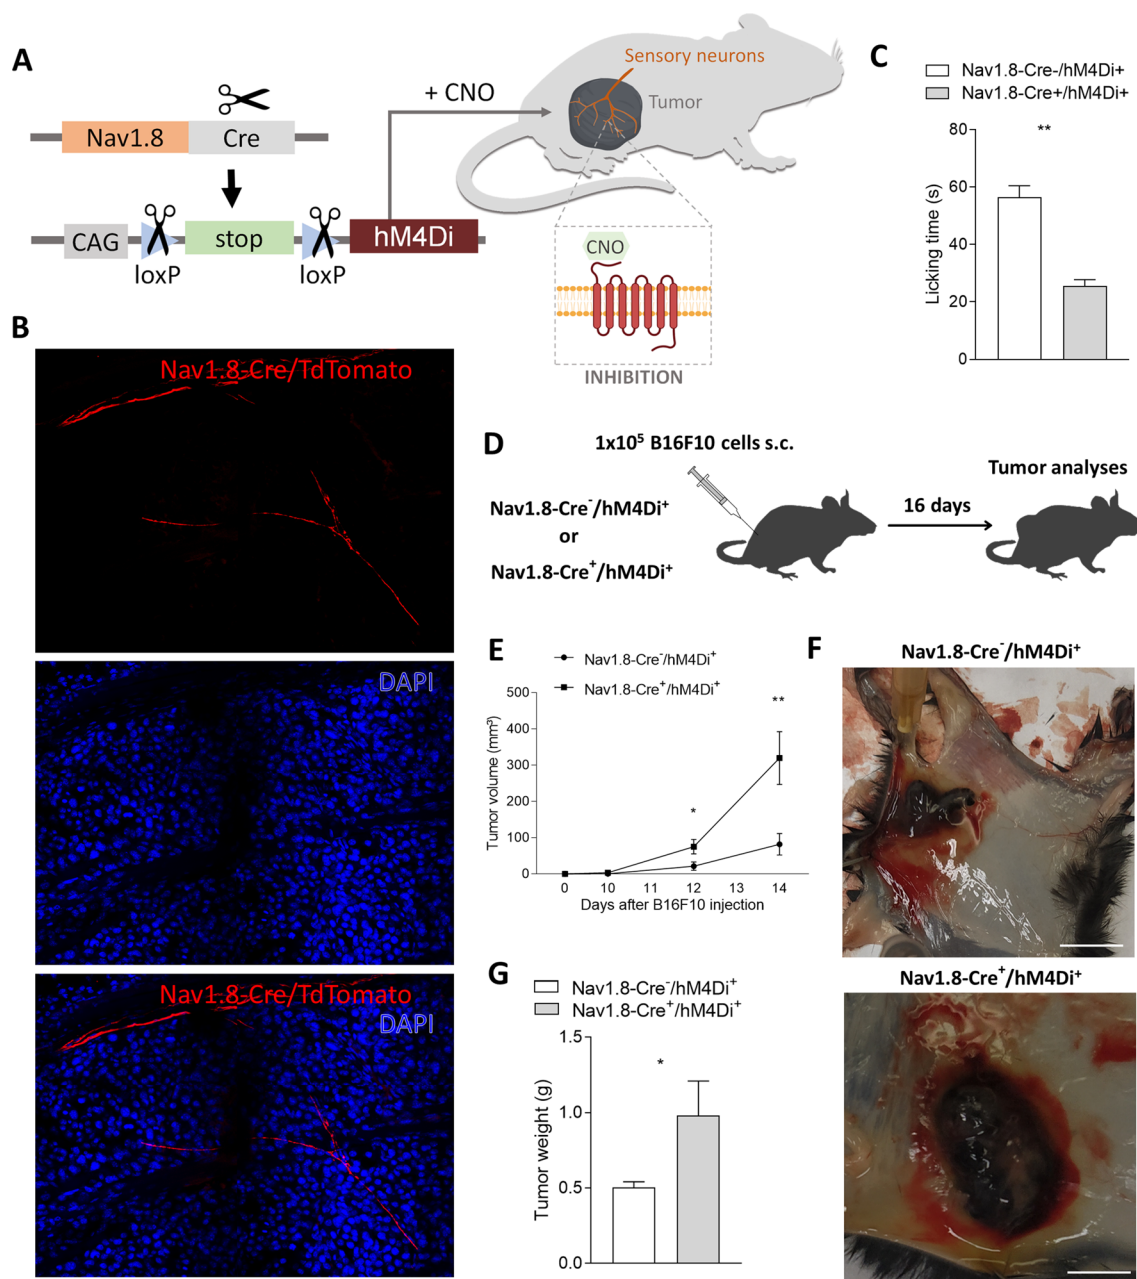 A
Sensory neurons
+ CNO
Tumor
Nav1.8
Cre
CAG
stop
hM4Di
loxP
loxP
CNO
INHIBITION
B
Nav1.8-Cre/TdTomato
DAPI
Nav1.8-Cre/TdTomato
DAPI
C
Nav1.8-Cre-/hM4Di+
Nav1.8-Cre+/hM4Di+
80
**
60
40
20
0
Licking time (s)
D
1x10⁵ B16F10 cells s.c.
Tumor analyses
Nav1.8-Cre⁻/hM4Di⁺
or
Nav1.8-Cre⁺/hM4Di⁺
16 days
E
Nav1.8-Cre⁻/hM4Di⁺
Nav1.8-Cre⁺/hM4Di⁺
500
400
300
200
100
0
Tumor volume (mm³)
*
**
0 10 11 12 13 14
Days after B16F10 injection
F
Nav1.8-Cre⁻/hM4Di⁺
Nav1.8-Cre⁺/hM4Di⁺
G
Nav1.8-Cre⁻/hM4Di⁺
Nav1.8-Cre⁺/hM4Di⁺
1.5
*
1.0
0.5
0.0
Tumor weight (g)